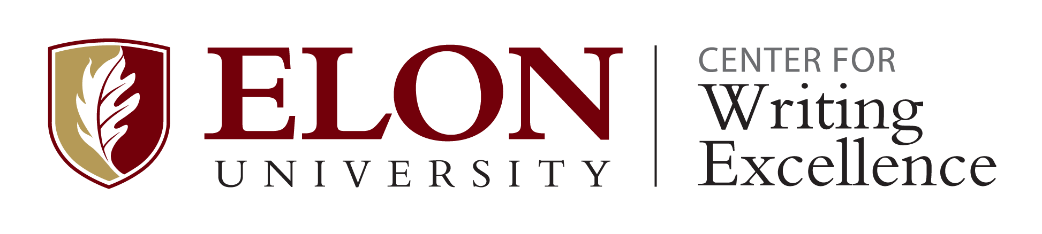 ELON
UNIVERSITY
CENTER FOR
Writing
Excellence